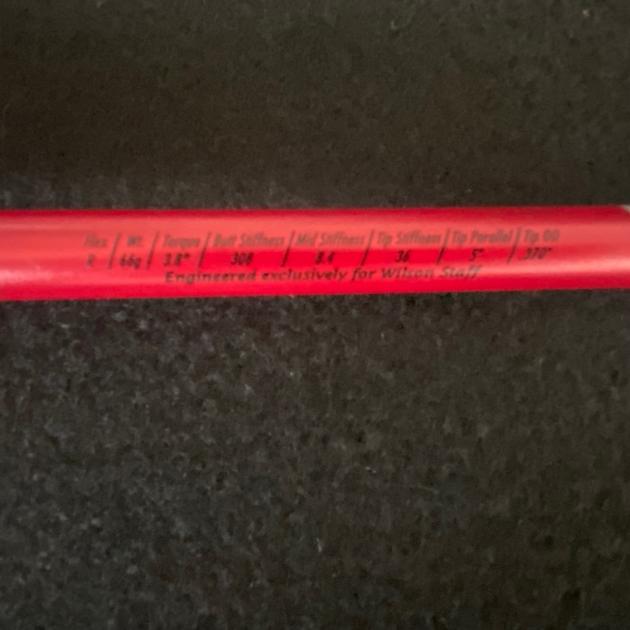 Flex / Wt. / Torque / Butt Stiffness / Mid Stiffness / Tip Stiffness / Tip Parallel / Tip OD
R / 66g / 3.8° / 308 / 8.4 / 36 / 5" / .370"
Engineered exclusively for Wilson Staff